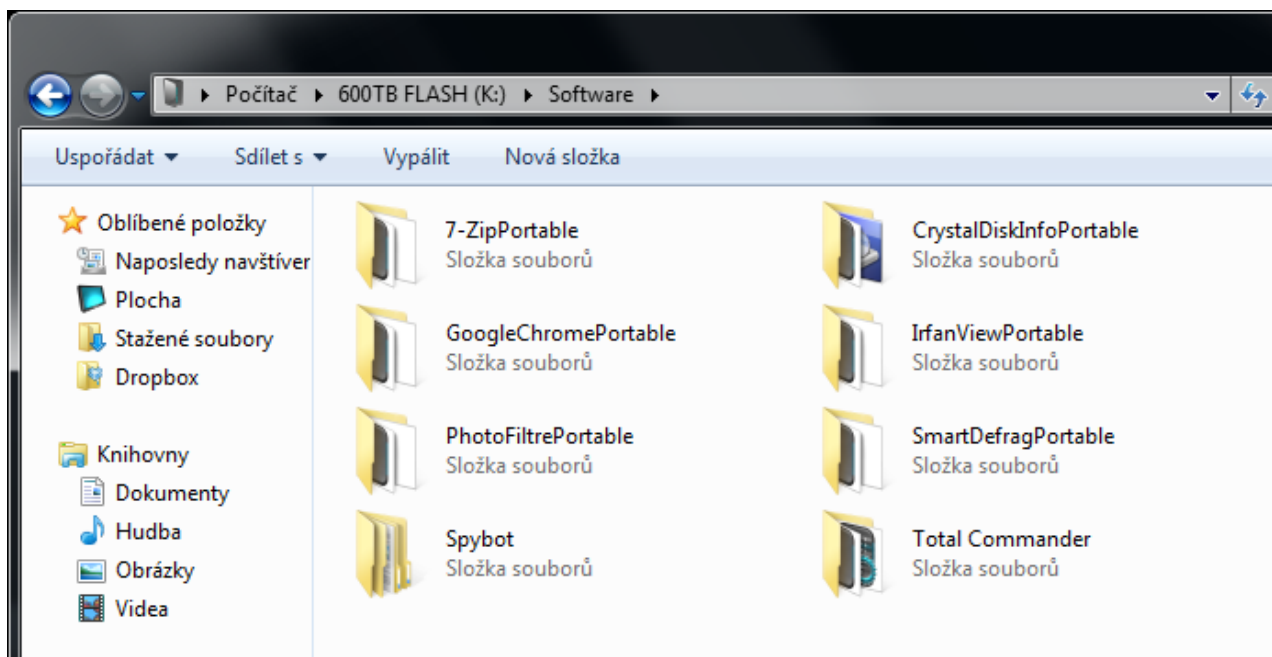 Počítač ▸ 600TB FLASH (K:) ▸ Software ▸
Uspořádat ▾ Sdílet s ▾ Vypálit Nová složka
Oblíbené položky
Naposledy navštíver
Plocha
Stažené soubory
Dropbox
Knihovny
Dokumenty
Hudba
Obrázky
Videa
7-ZipPortable
Složka souborů
CrystalDiskInfoPortable
Složka souborů
GoogleChromePortable
Složka souborů
IrfanViewPortable
Složka souborů
PhotoFiltrePortable
Složka souborů
SmartDefragPortable
Složka souborů
Spybot
Složka souborů
Total Commander
Složka souborů